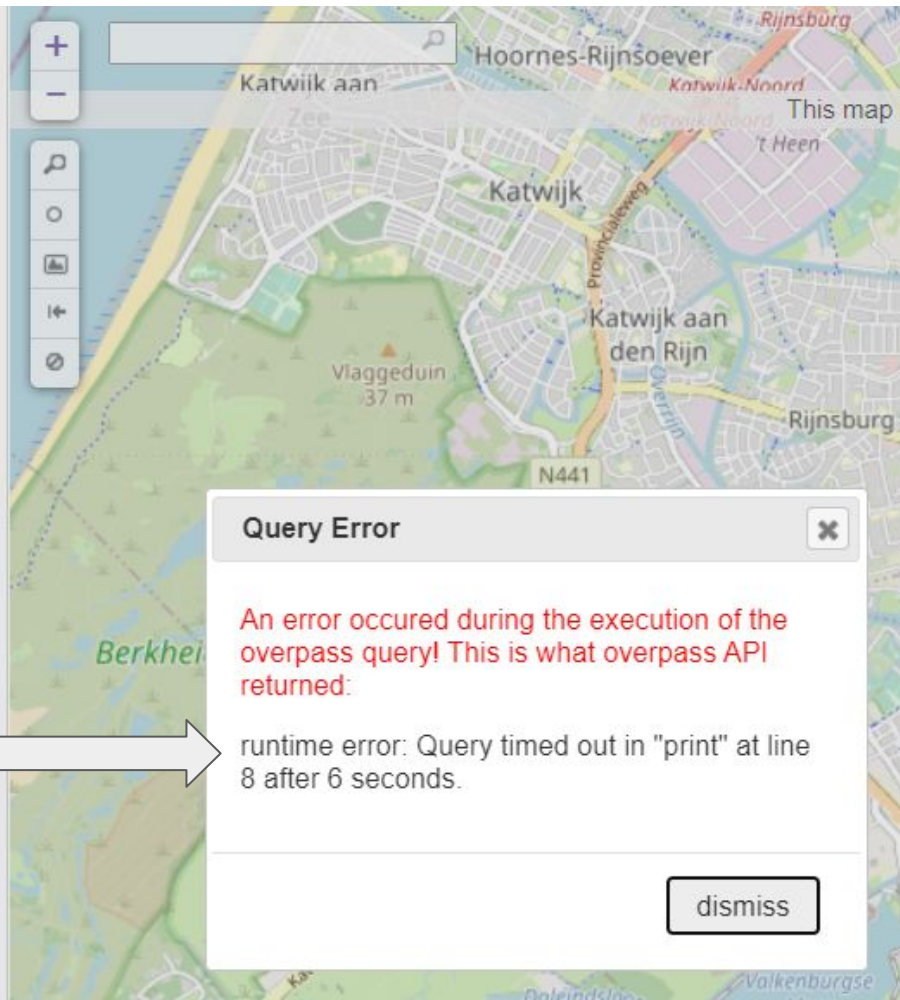 Rijnsburg
+
Hoornes-Rijnsoever
Katwijk aan
Zee
Katwijk-Noord
−
This map
Katwijk-Noord
't Heen
Katwijk
Provincialeweg
Katwijk aan
den Rijn
Vlaggeduin
37 m
Overrijn
Rijnsburg
N441
Query Error
An error occured during the execution of the
overpass query! This is what overpass API
returned:
Berkhei
runtime error: Query timed out in "print" at line
8 after 6 seconds.
dismiss
Valkenburgse